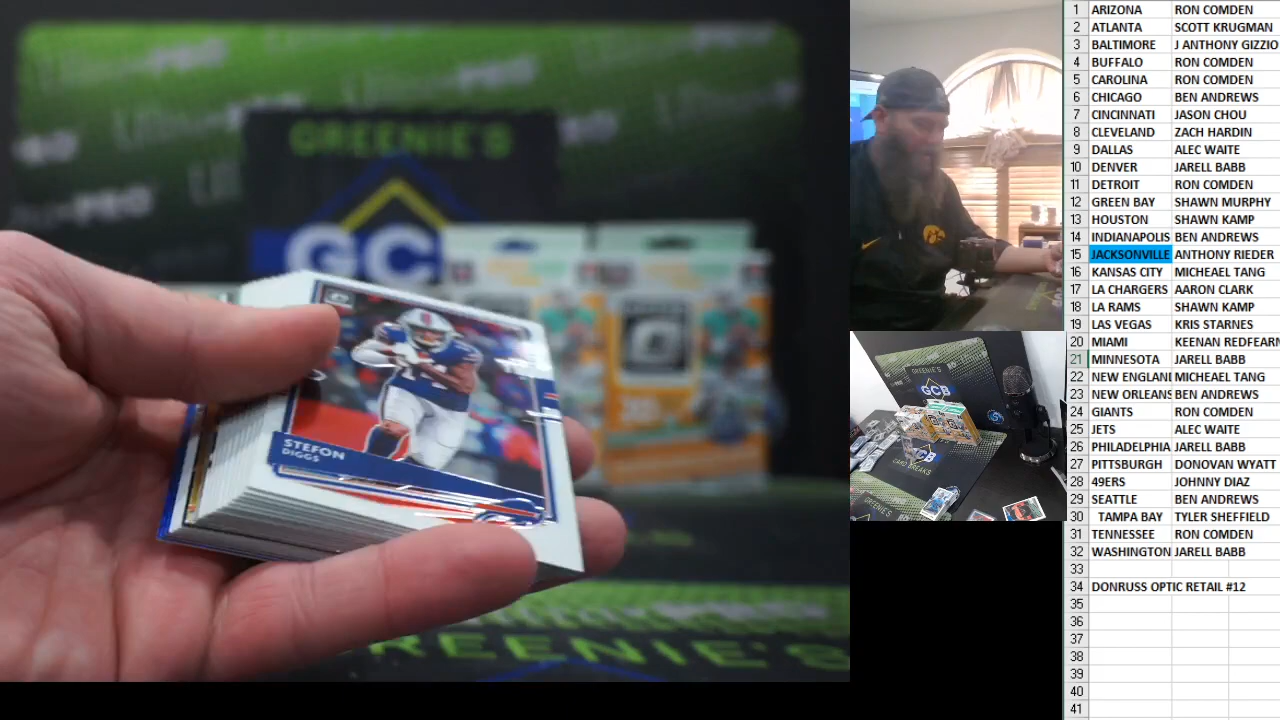 GREENIE'S
GCB
STEFON
DIGGS
GREENIE'S
GCB
GCB
CARD BREAKS
1 ARIZONA RON COMDEN
2 ATLANTA SCOTT KRUGMAN
3 BALTIMORE J ANTHONY GIZZIO
4 BUFFALO RON COMDEN
5 CAROLINA RON COMDEN
6 CHICAGO BEN ANDREWS
7 CINCINNATI JASON CHOU
8 CLEVELAND ZACH HARDIN
9 DALLAS ALEC WAITE
10 DENVER JARELL BABB
11 DETROIT RON COMDEN
12 GREEN BAY SHAWN MURPHY
13 HOUSTON SHAWN KAMP
14 INDIANAPOLIS BEN ANDREWS
15 JACKSONVILLE ANTHONY RIEDER
16 KANSAS CITY MICHEAEL TANG
17 LA CHARGERS AARON CLARK
18 LA RAMS SHAWN KAMP
19 LAS VEGAS KRIS STARNES
20 MIAMI KEENAN REDFEARN
21 MINNESOTA JARELL BABB
22 NEW ENGLAND MICHEAEL TANG
23 NEW ORLEANS BEN ANDREWS
24 GIANTS RON COMDEN
25 JETS ALEC WAITE
26 PHILADELPHIA JARELL BABB
27 PITTSBURGH DONOVAN WYATT
28 49ERS JOHNNY DIAZ
29 SEATTLE BEN ANDREWS
30 TAMPA BAY TYLER SHEFFIELD
31 TENNESSEE RON COMDEN
32 WASHINGTON JARELL BABB
33
34 DONRUSS OPTIC RETAIL #12
35
36
37
38
39
40
41